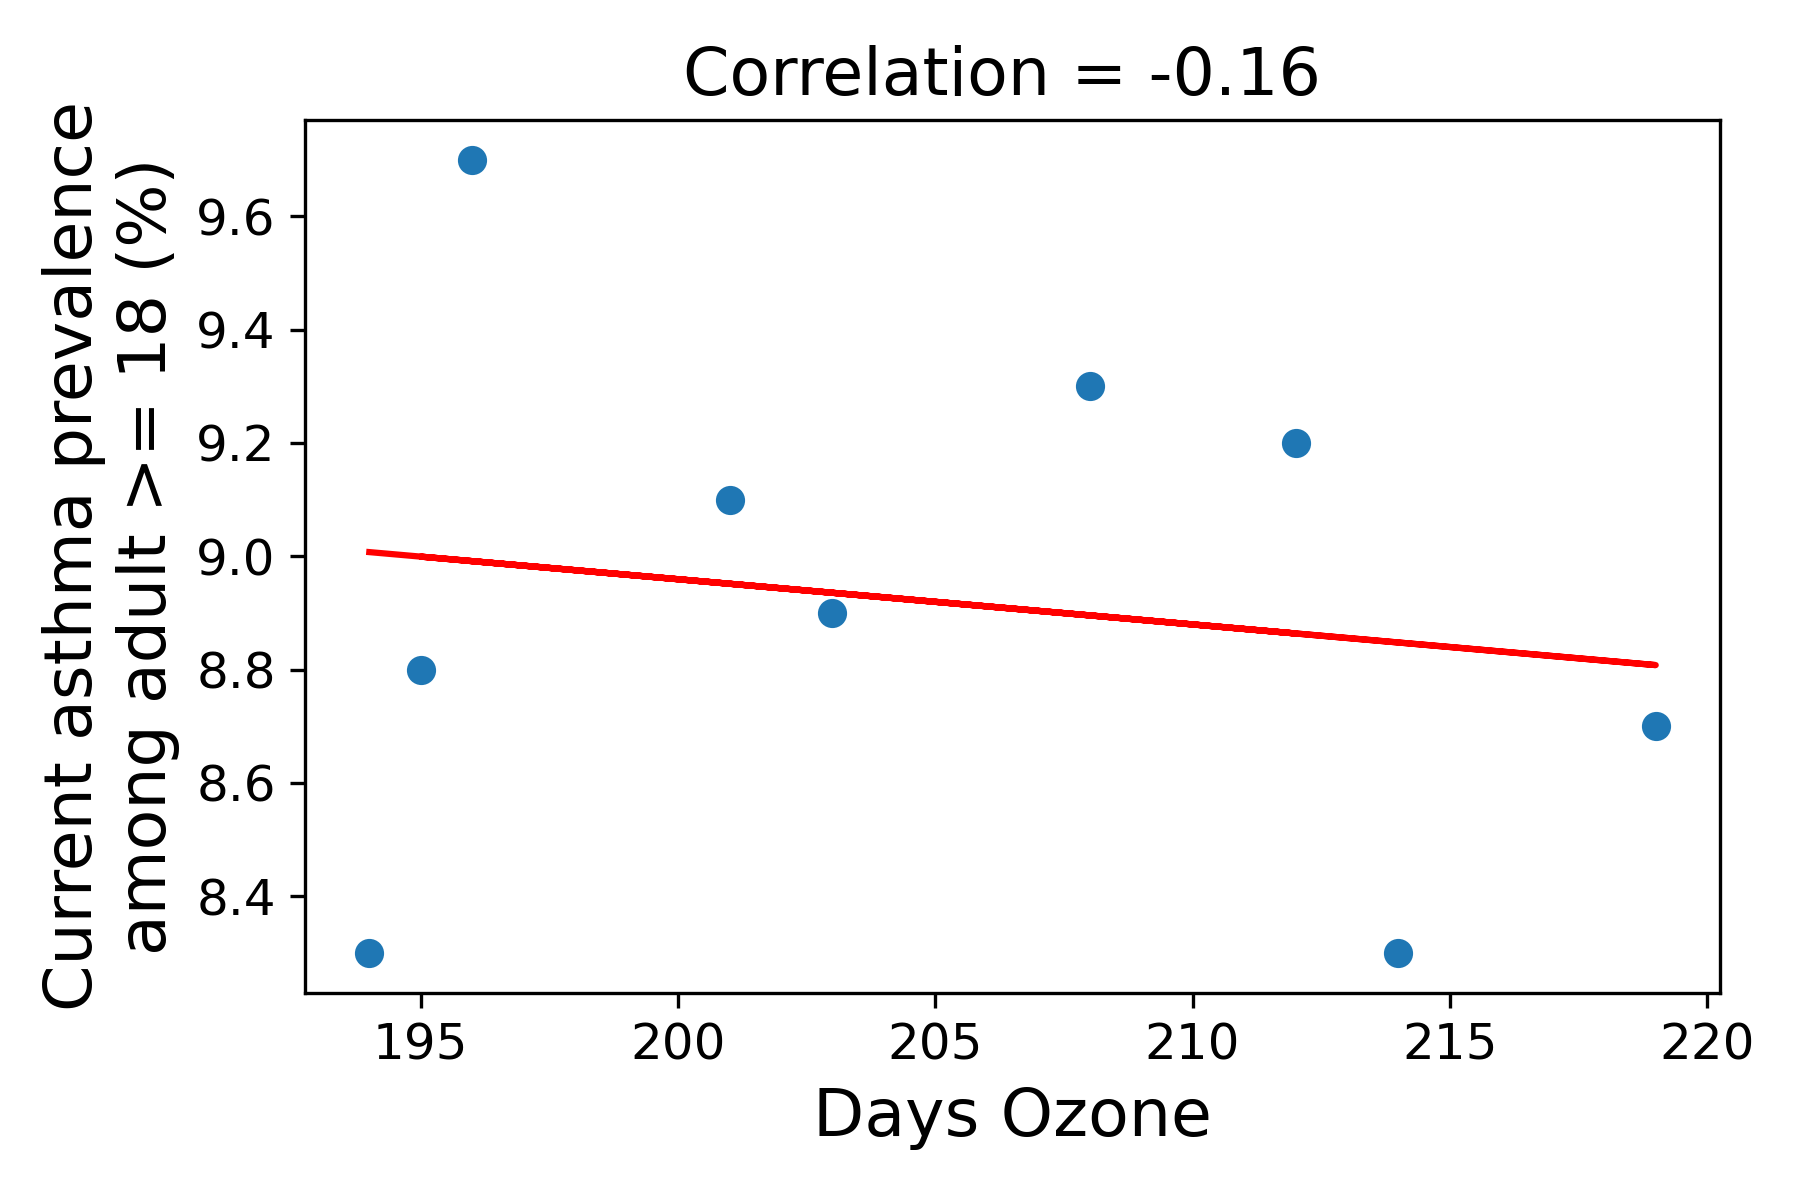 Correlation = -0.16
Current asthma prevalence
among adult >= 18 (%)
9.6
9.4
9.2
9.0
8.8
8.6
8.4
195 200 205 210 215 220
Days Ozone